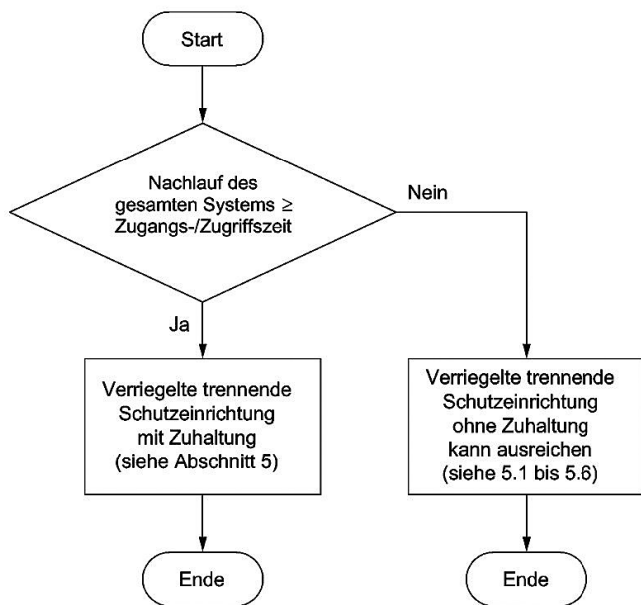 Start
Nachlauf des
gesamten Systems ≥
Zugangs-/Zugriffszeit
Nein
Ja
Verriegelte trennende
Schutzeinrichtung
mit Zuhaltung
(siehe Abschnitt 5)
Verriegelte trennende
Schutzeinrichtung
ohne Zuhaltung
kann ausreichen
(siehe 5.1 bis 5.6)
Ende
Ende